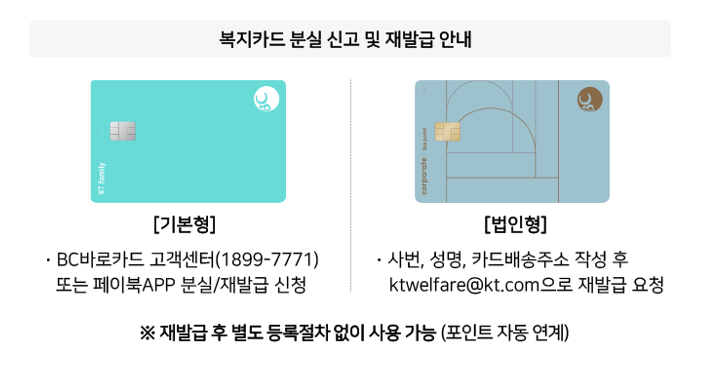 복지카드 분실 신고 및 재발급 안내
BC
KT family
BC
corporate biz point
[기본형]
· BC바로카드 고객센터(1899-7771)
또는 페이북APP 분실/재발급 신청
[법인형]
· 사번, 성명, 카드배송주소 작성 후
ktwelfare@kt.com으로 재발급 요청
※ 재발급 후 별도 등록절차 없이 사용 가능 (포인트 자동 연계)